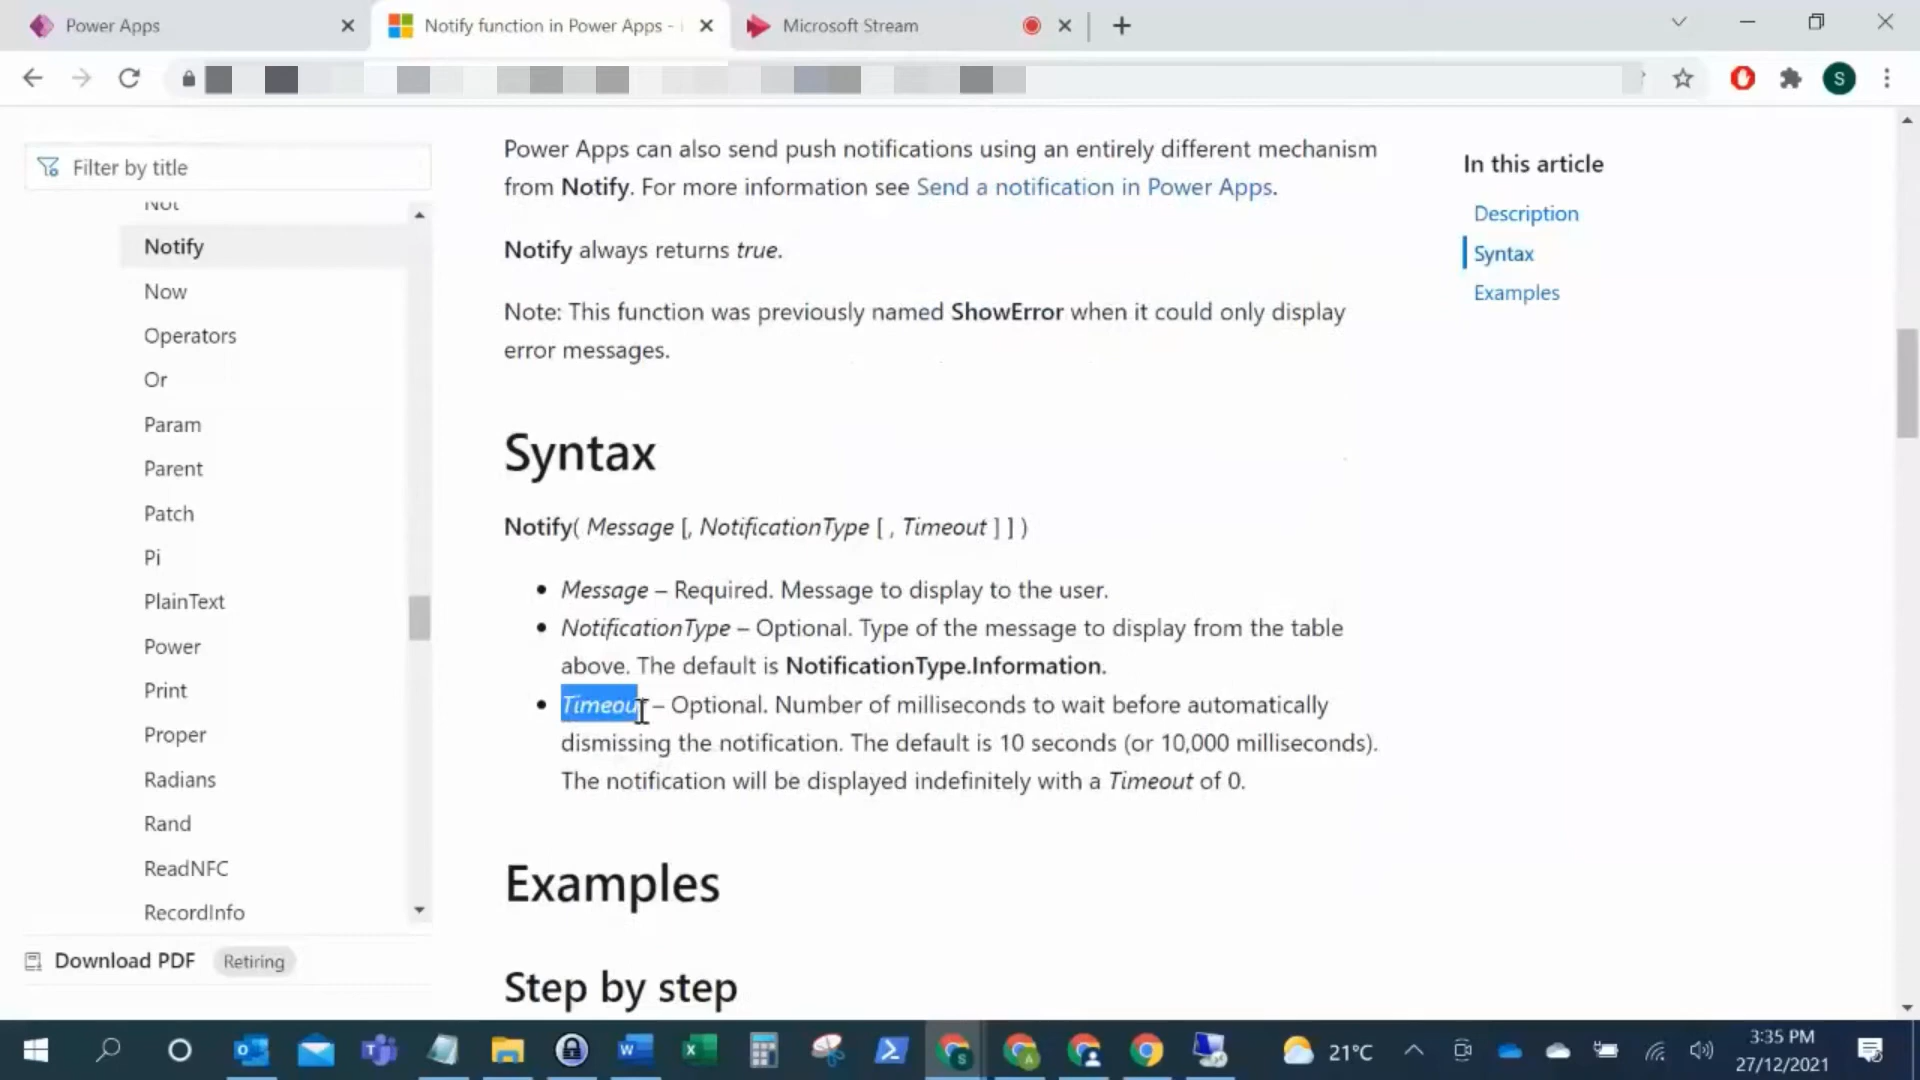 Power Apps
Notify function in Power Apps -
Microsoft Stream
S
Filter by title
Not
Notify
Now
Operators
Or
Param
Parent
Patch
Pi
PlainText
Power
Print
Proper
Radians
Rand
ReadNFC
RecordInfo
Download PDF
Retiring
Power Apps can also send push notifications using an entirely different mechanism
from Notify. For more information see Send a notification in Power Apps.
Notify always returns true.
Note: This function was previously named ShowError when it could only display
error messages.
Syntax
Notify( Message [, NotificationType [ , Timeout ] ] )
• Message – Required. Message to display to the user.
• NotificationType – Optional. Type of the message to display from the table
above. The default is NotificationType.Information.
• Timeout – Optional. Number of milliseconds to wait before automatically
dismissing the notification. The default is 10 seconds (or 10,000 milliseconds).
The notification will be displayed indefinitely with a Timeout of 0.
Examples
Step by step
In this article
Description
Syntax
Examples
21°C
3:35 PM
27/12/2021